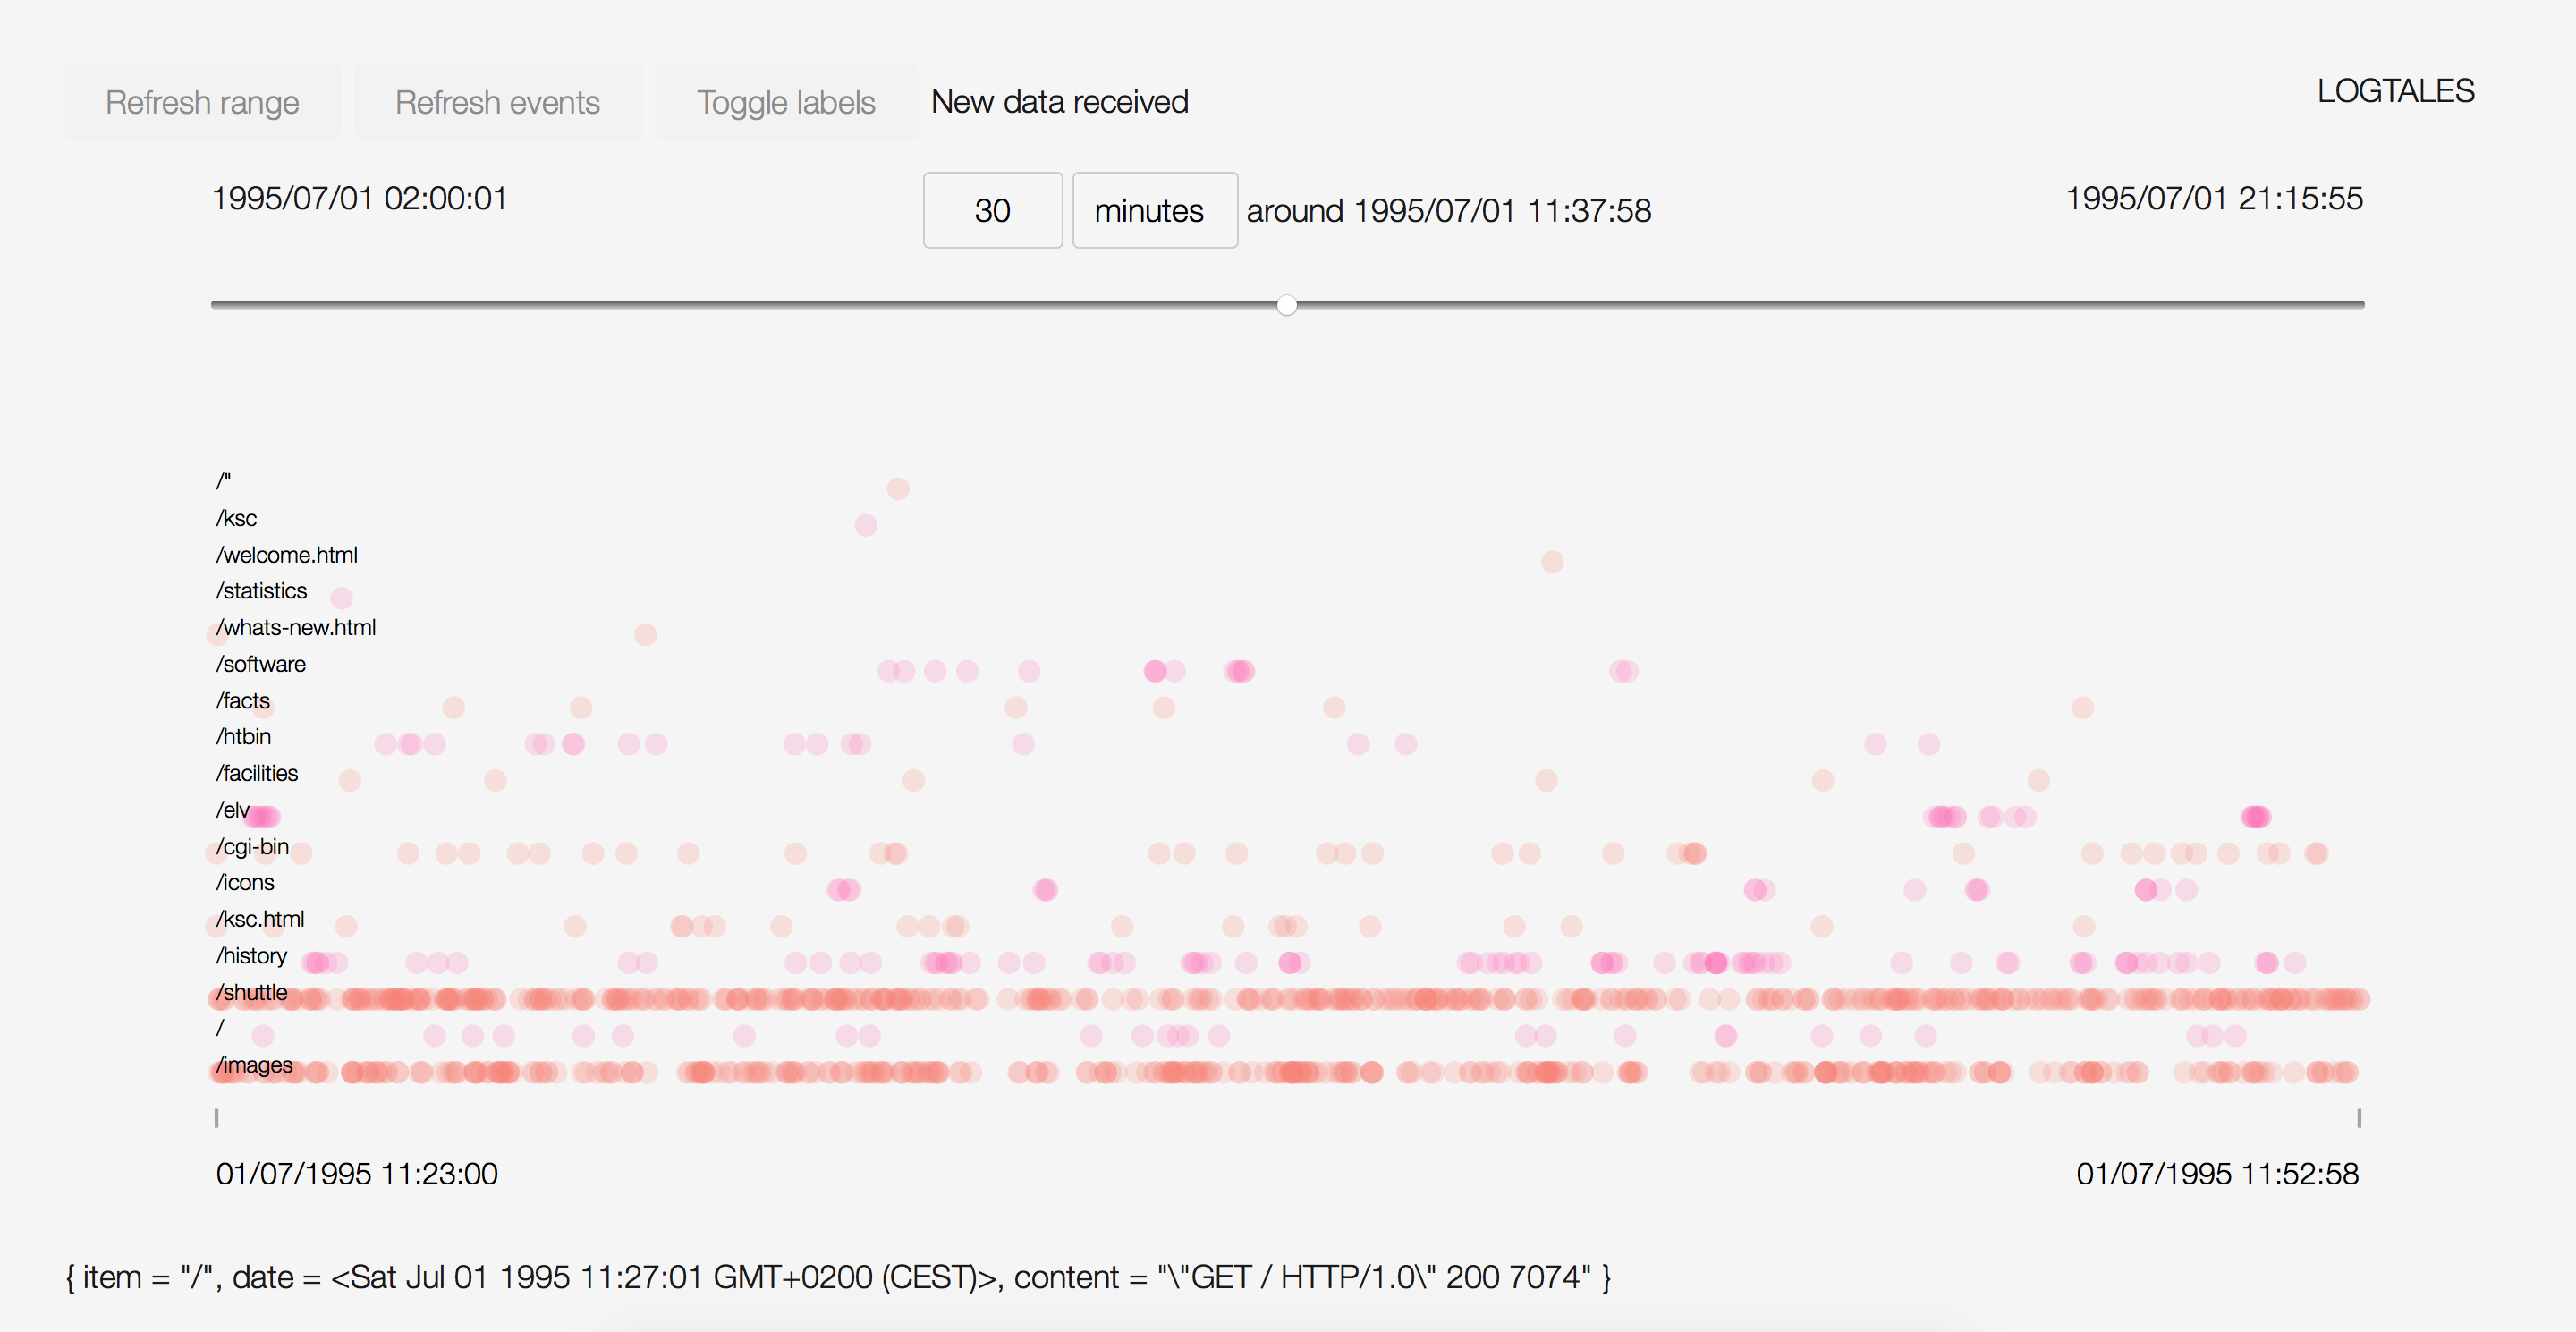 Refresh range Refresh events Toggle labels New data received LOGTALES
1995/07/01 02:00:01 30 minutes around 1995/07/01 11:37:58 1995/07/01 21:15:55
/"
/ksc
/welcome.html
/statistics
/whats-new.html
/software
/facts
/htbin
/facilities
/elv
/cgi-bin
/icons
/ksc.html
/history
/shuttle
/
/images
01/07/1995 11:23:00 01/07/1995 11:52:58
{ item = "/", date = <Sat Jul 01 1995 11:27:01 GMT+0200 (CEST)>, content = "\"GET / HTTP/1.0\" 200 7074" }